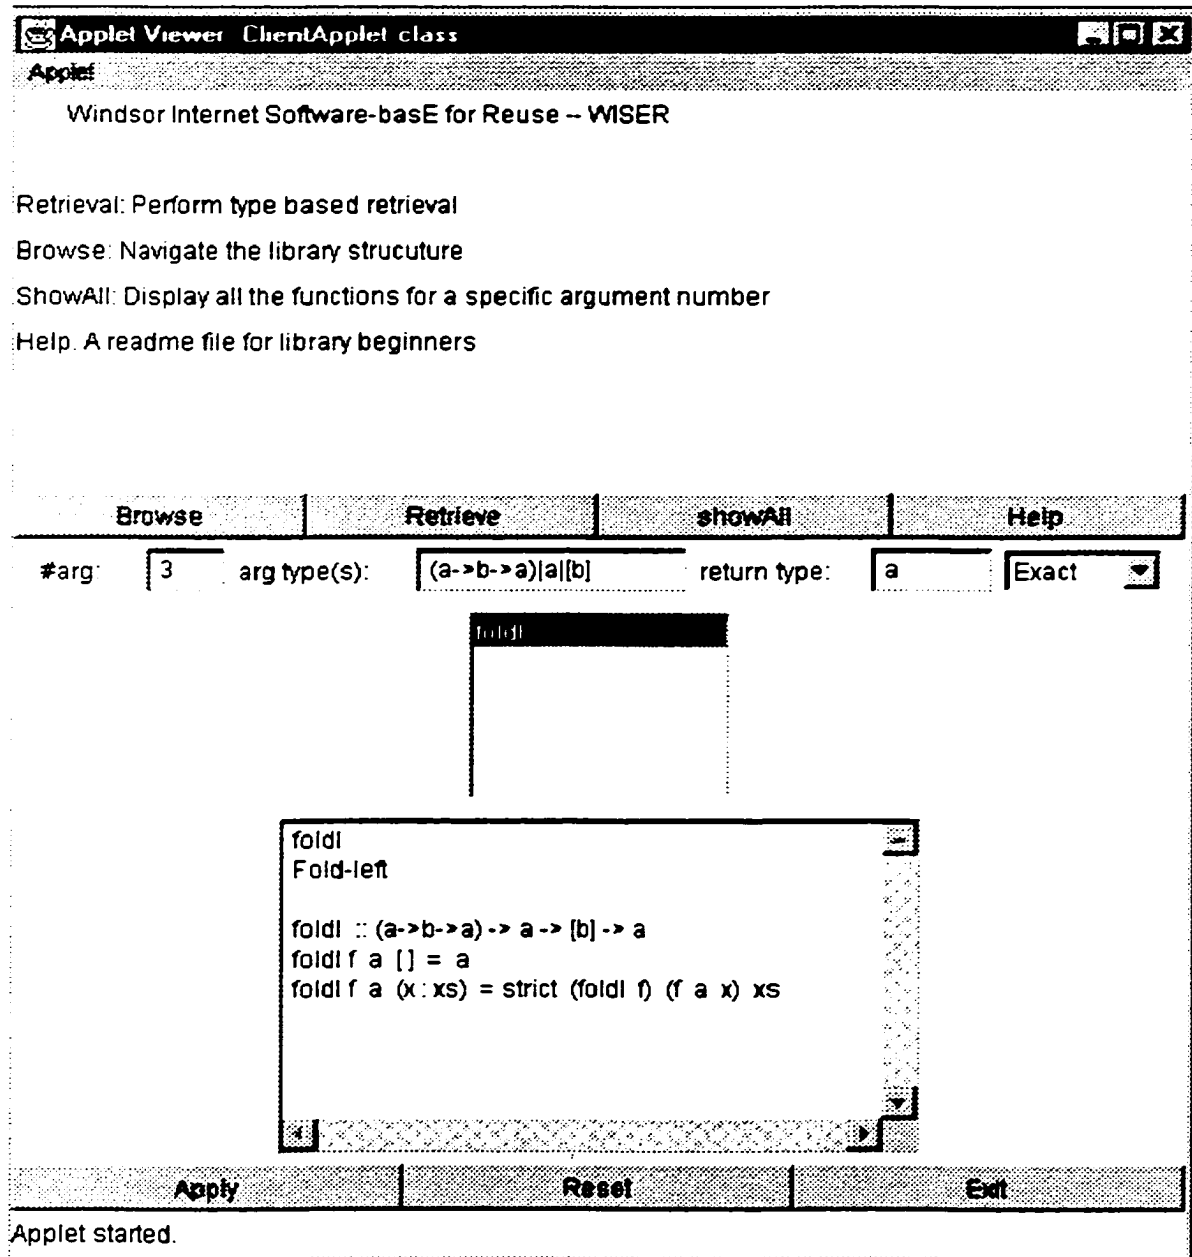 Applet Viewer ClientApplet class
Applet
Windsor Internet Software-basE for Reuse -- WISER
Retrieval: Perform type based retrieval
Browse: Navigate the library strucuture
ShowAll: Display all the functions for a specific argument number
Help. A readme file for library beginners
Browse Retrieve showAll Help
#arg: 3 arg type(s): (a->b->a)|a|[b] return type: a Exact
foldl
foldl
Fold-left
foldl :: (a->b->a) -> a -> [b] -> a
foldl f a [] = a
foldl f a (x : xs) = strict (foldl f) (f a x) xs
Apply Reset Exit
Applet started.